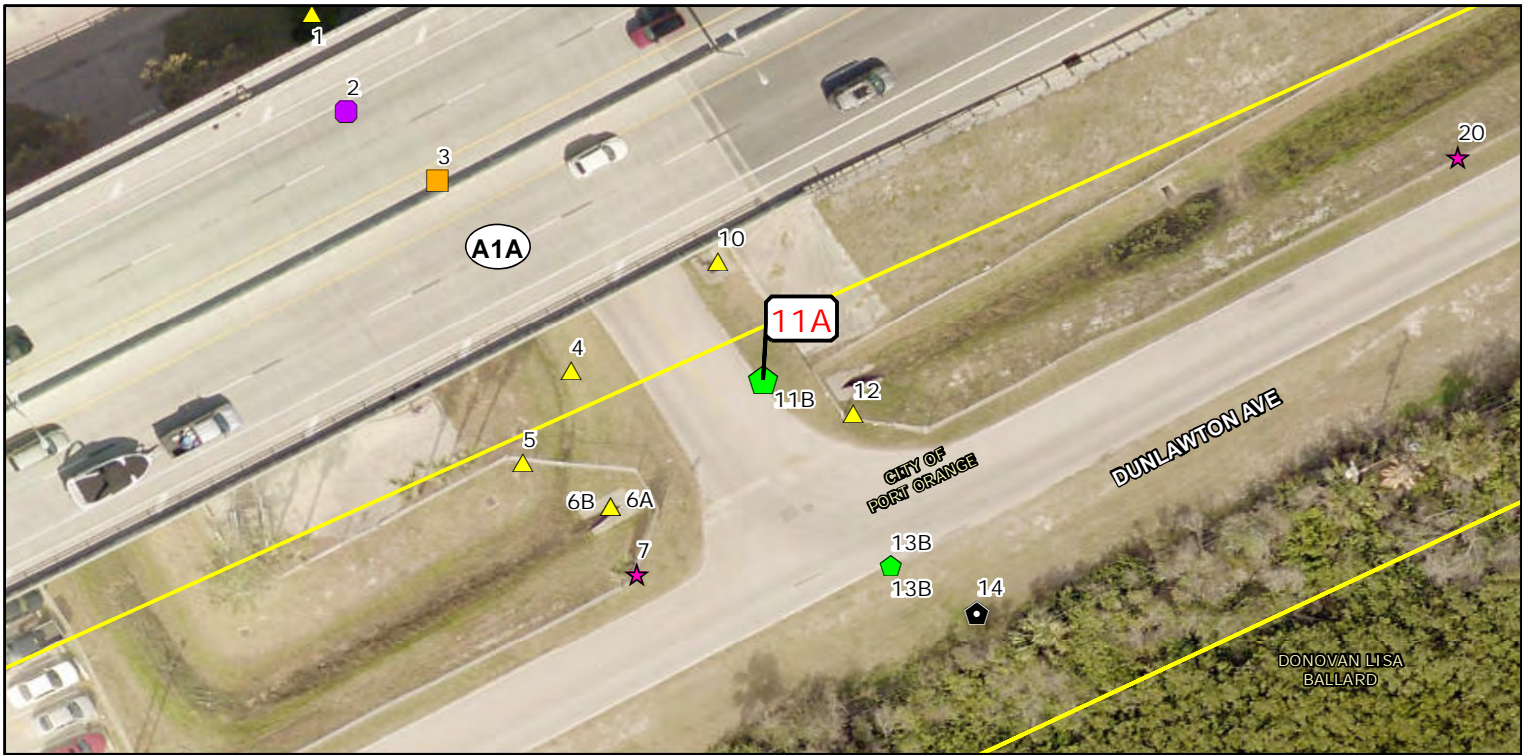 1
2
3
20
A1A
10
11A
4
11B
12
5
CITY OF
PORT ORANGE
DUNLAWTON AVE
6B
6A
7
13B
13B
14
DONOVAN LISA
BALLARD